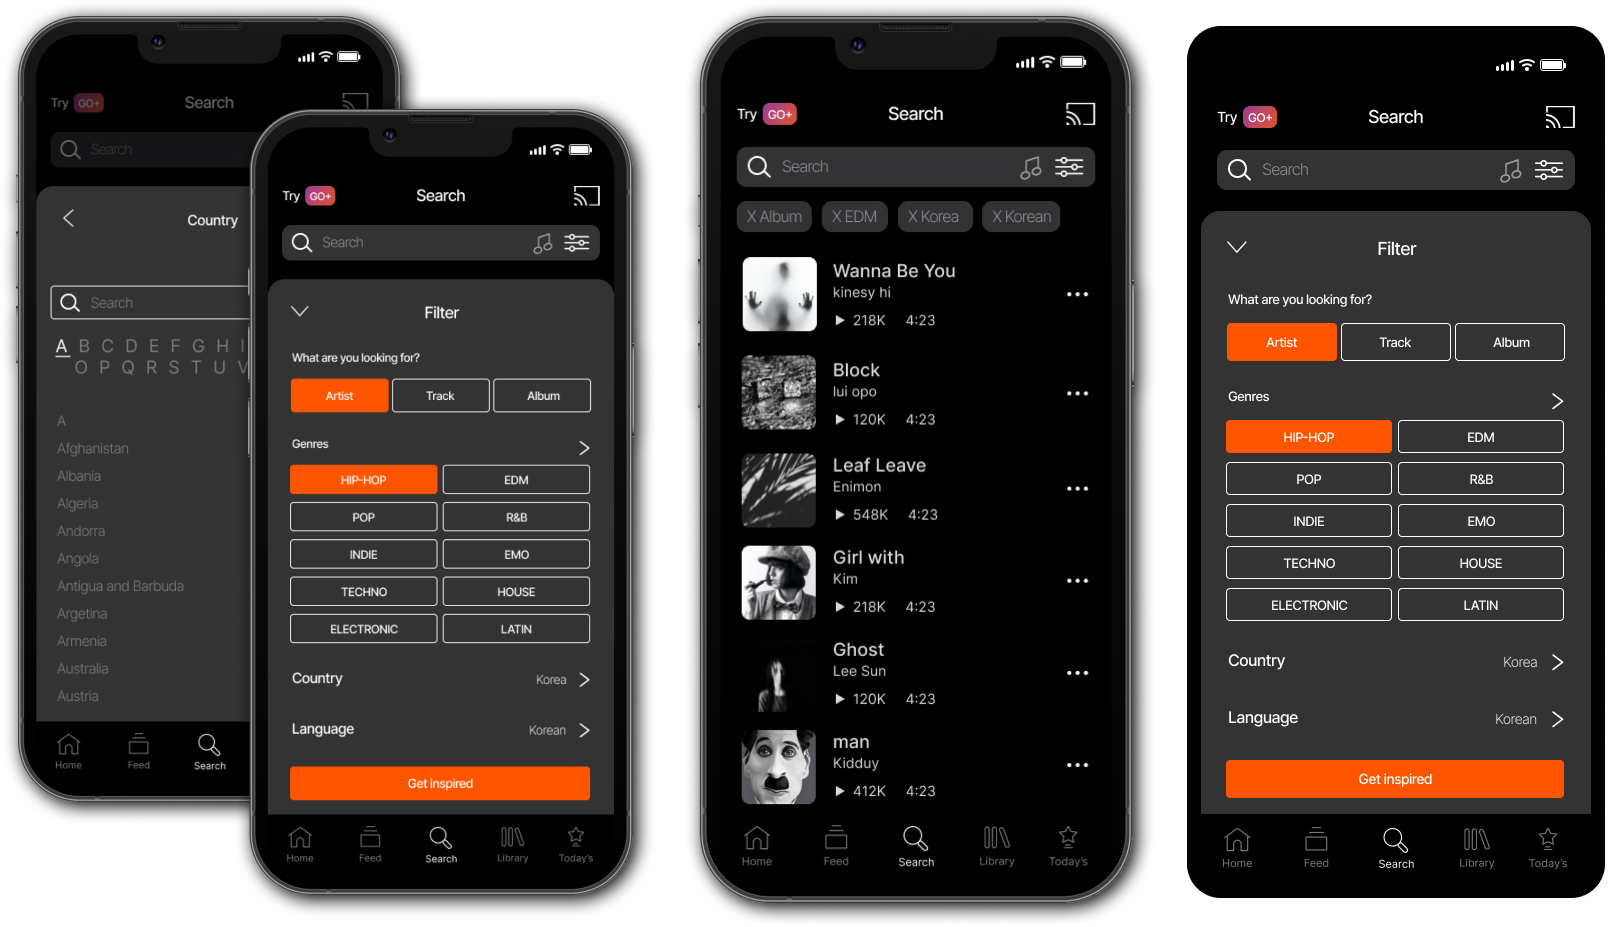 Try GO+ Search
Search
Country
Search
A B C D E F G H I
O P Q R S T U V
A
Afghanistan
Albania
Algeria
Andorra
Angola
Antigua and Barbuda
Argetina
Armenia
Australia
Austria
Home Feed Search
Try GO+ Search
Search
Filter
What are you looking for?
Artist Track Album
Genres
HIP-HOP EDM
POP R&B
INDIE EMO
TECHNO HOUSE
ELECTRONIC LATIN
Country Korea
Language Korean
Get inspired
Home Feed Search Library Today's
Try GO+ Search
Search
X Album X EDM X Korea X Korean
Wanna Be You
kinesy hi
218K 4:23
Block
lui opo
120K 4:23
Leaf Leave
Enimon
548K 4:23
Girl with
Kim
218K 4:23
Ghost
Lee Sun
120K 4:23
man
Kidduy
412K 4:23
Home Feed Search Library Today's
Try GO+ Search
Search
Filter
What are you looking for?
Artist Track Album
Genres
HIP-HOP EDM
POP R&B
INDIE EMO
TECHNO HOUSE
ELECTRONIC LATIN
Country Korea
Language Korean
Get inspired
Home Feed Search Library Today's